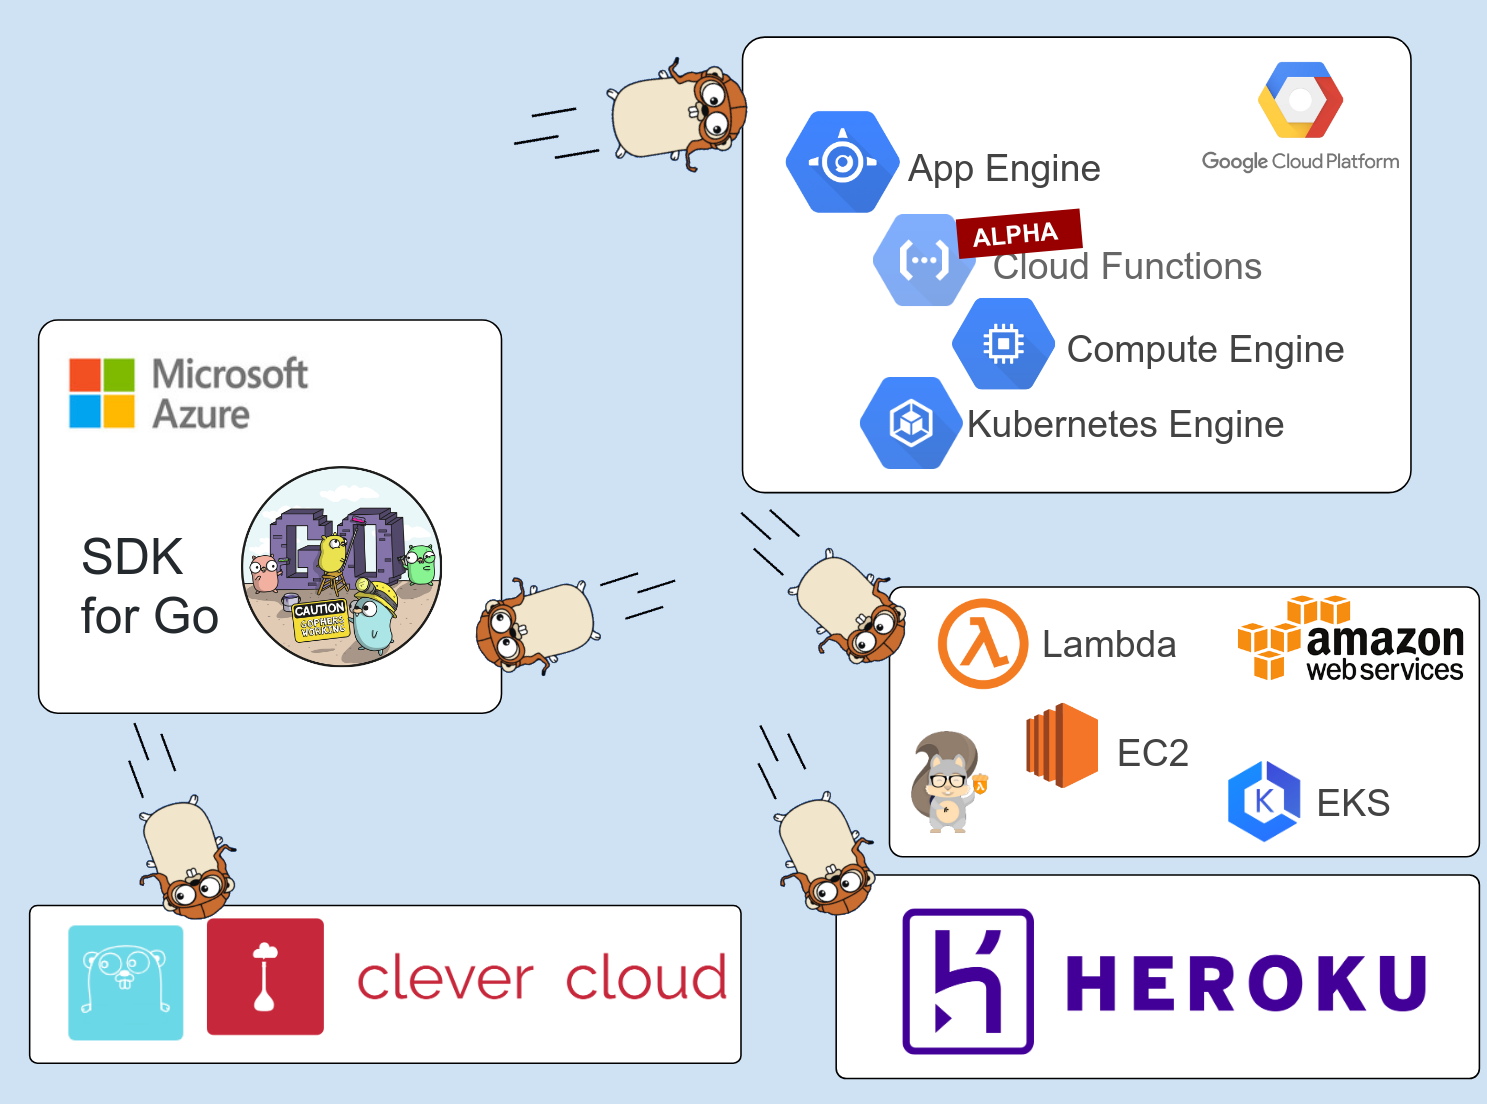 Google Cloud Platform
App Engine
ALPHA
Cloud Functions
Compute Engine
Kubernetes Engine
Microsoft
Azure
SDK
for Go
GO
CAUTION
GOPHERS
WORKING
Lambda
amazon
web services
EC2
K
EKS
clever cloud
HEROKU